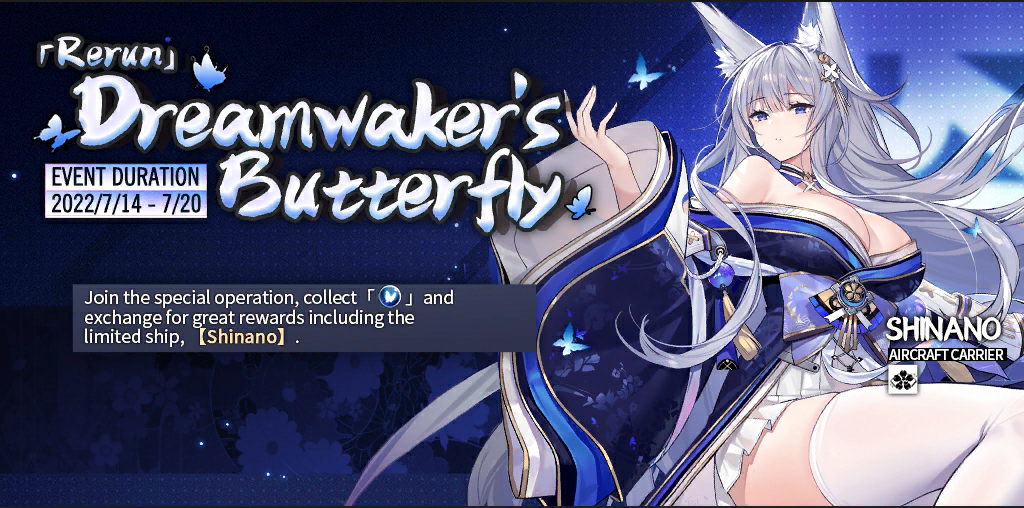 「Rerun」
Dreamwaker's
Butterfly
EVENT DURATION
2022/7/14 - 7/20
Join the special operation, collect「 」and
exchange for great rewards including the
limited ship, 【Shinano】.
SHINANO
AIRCRAFT CARRIER